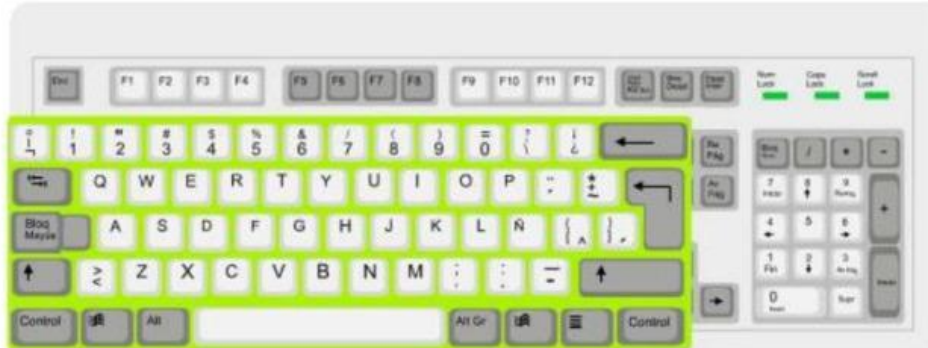 Esc F1 F2 F3 F4 F5 F6 F7 F8 F9 F10 F11 F12 Num Lock Caps Lock Scroll Lock
! 1 " 2 # 3 $ 4 % 5 & 6 / 7 ( 8 ) 9 = 0 ? \ ¡ ¿ Re Pág Bloq / * -
Q W E R T Y U I O P ¨ * + ~ Av Pág 7 Inicio 8 9 +
Bloq Mayús A S D F G H J K L Ñ [ { ^ ] } 4 5 6
> < Z X C V B N M ; , : . _ - 1 Fin 2 3
Control Alt Alt Gr Control 0 Supr